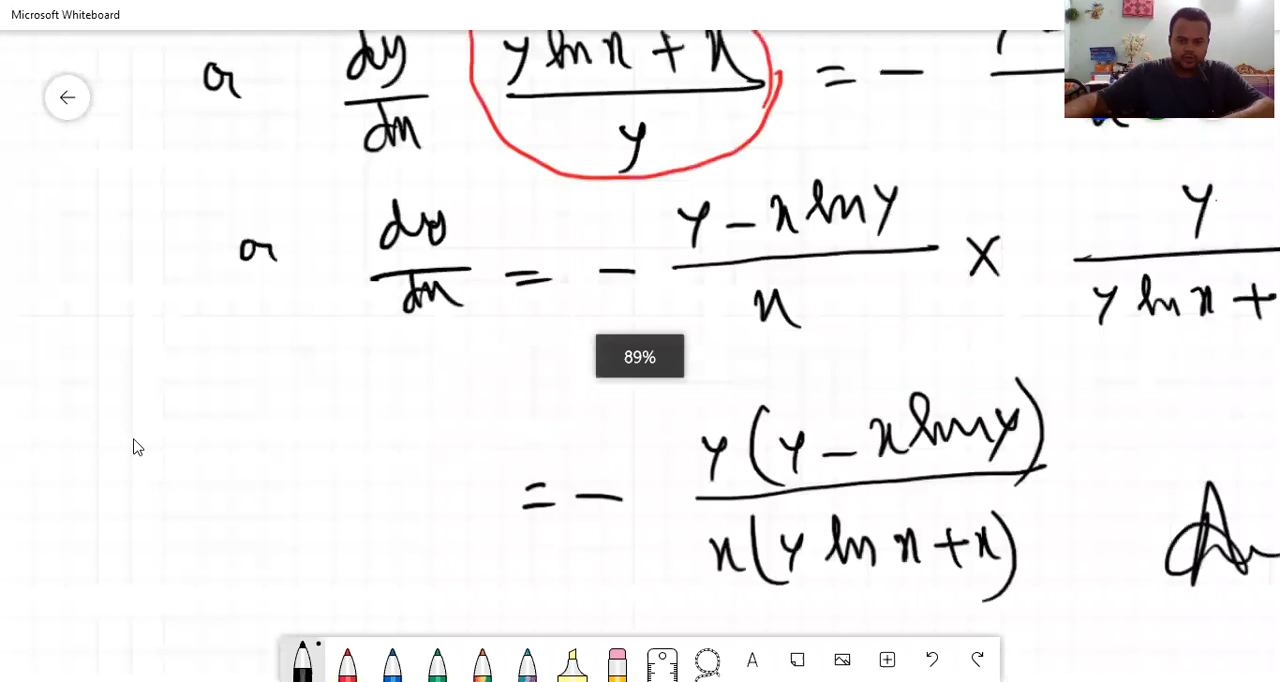 Microsoft Whiteboard
or dy/dx (y ln x + x)/y = -
or dy/dx = - (y - x ln y)/x × y/(y ln x +
89%
= - y(y - x ln y)/x(y ln x + x)
A